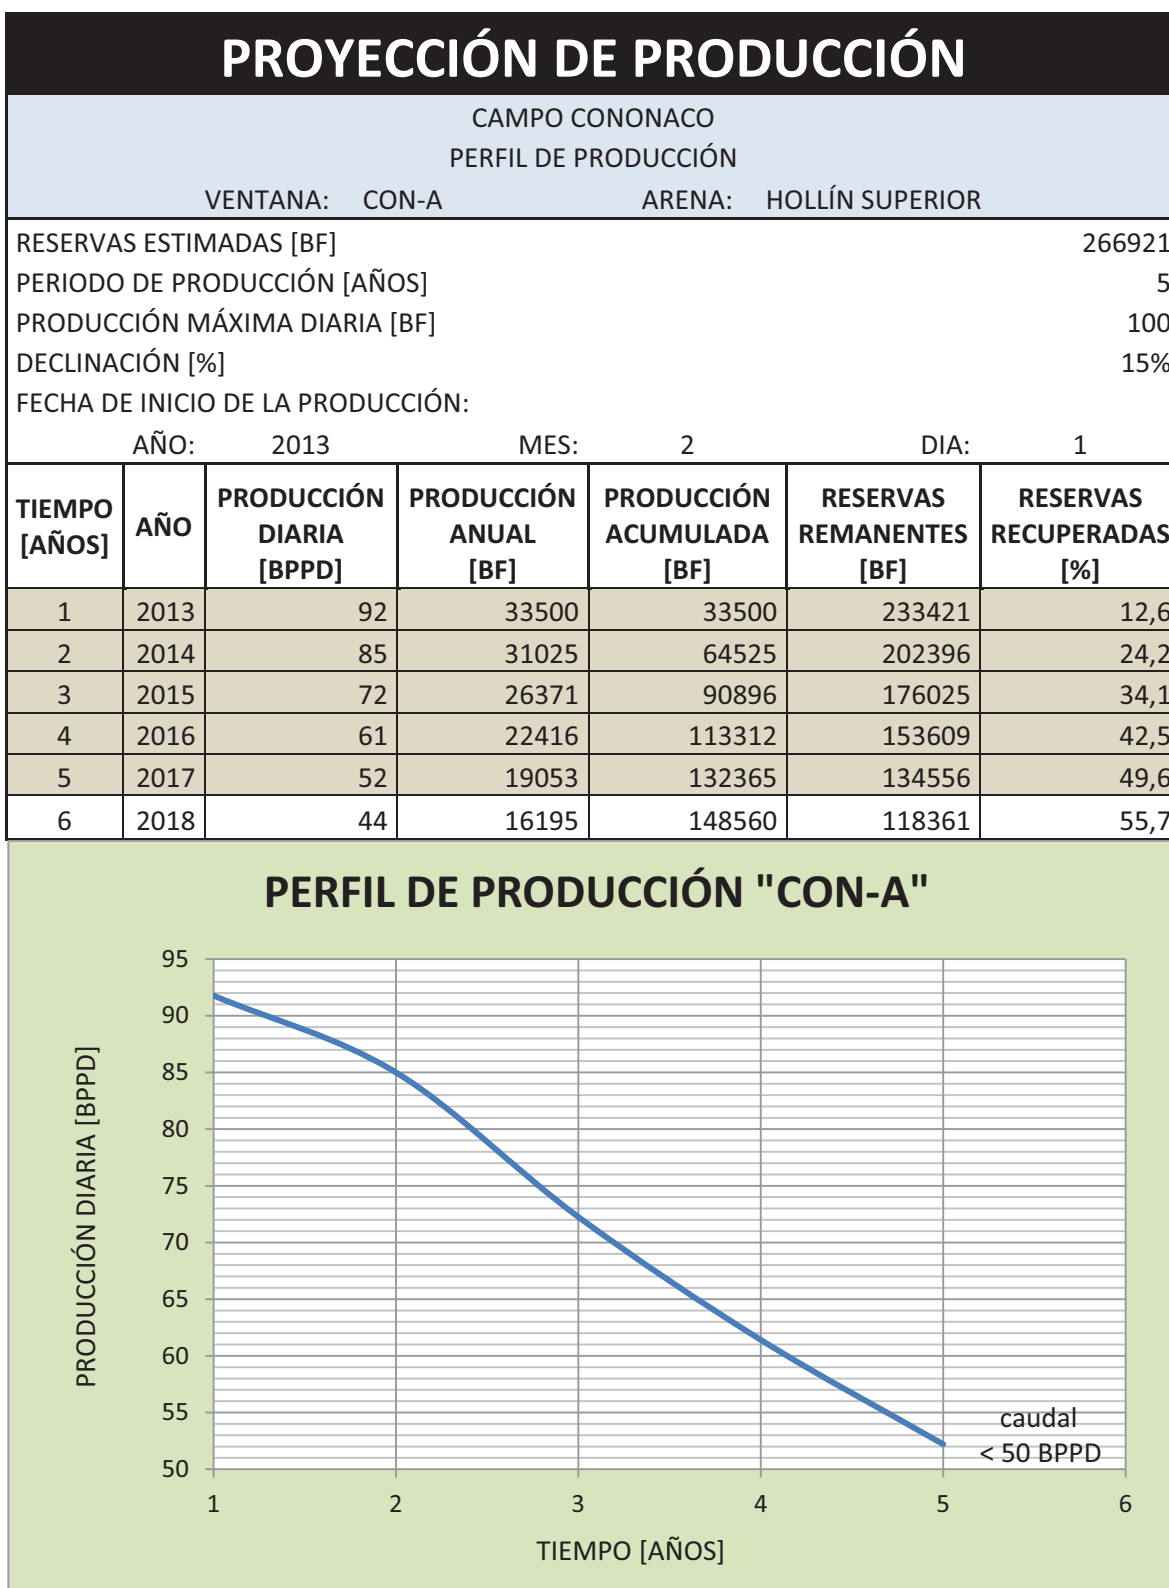 PROYECCIÓN DE PRODUCCIÓN
CAMPO CONONACO
PERFIL DE PRODUCCIÓN
VENTANA: CON-A ARENA: HOLLÍN SUPERIOR
RESERVAS ESTIMADAS [BF] 266921
PERIODO DE PRODUCCIÓN [AÑOS] 5
PRODUCCIÓN MÁXIMA DIARIA [BF] 100
DECLINACIÓN [%] 15%
FECHA DE INICIO DE LA PRODUCCIÓN:
AÑO: 2013 MES: 2 DIA: 1
TIEMPO [AÑOS] AÑO PRODUCCIÓN DIARIA [BPPD] PRODUCCIÓN ANUAL [BF] PRODUCCIÓN ACUMULADA [BF] RESERVAS REMANENTES [BF] RESERVAS RECUPERADAS [%]
1 2013 92 33500 33500 233421 12,6
2 2014 85 31025 64525 202396 24,2
3 2015 72 26371 90896 176025 34,1
4 2016 61 22416 113312 153609 42,5
5 2017 52 19053 132365 134556 49,6
6 2018 44 16195 148560 118361 55,7
PERFIL DE PRODUCCIÓN "CON-A"
PRODUCCIÓN DIARIA [BPPD]
95
90
85
80
75
70
65
60
55
50
caudal
< 50 BPPD
1 2 3 4 5 6
TIEMPO [AÑOS]